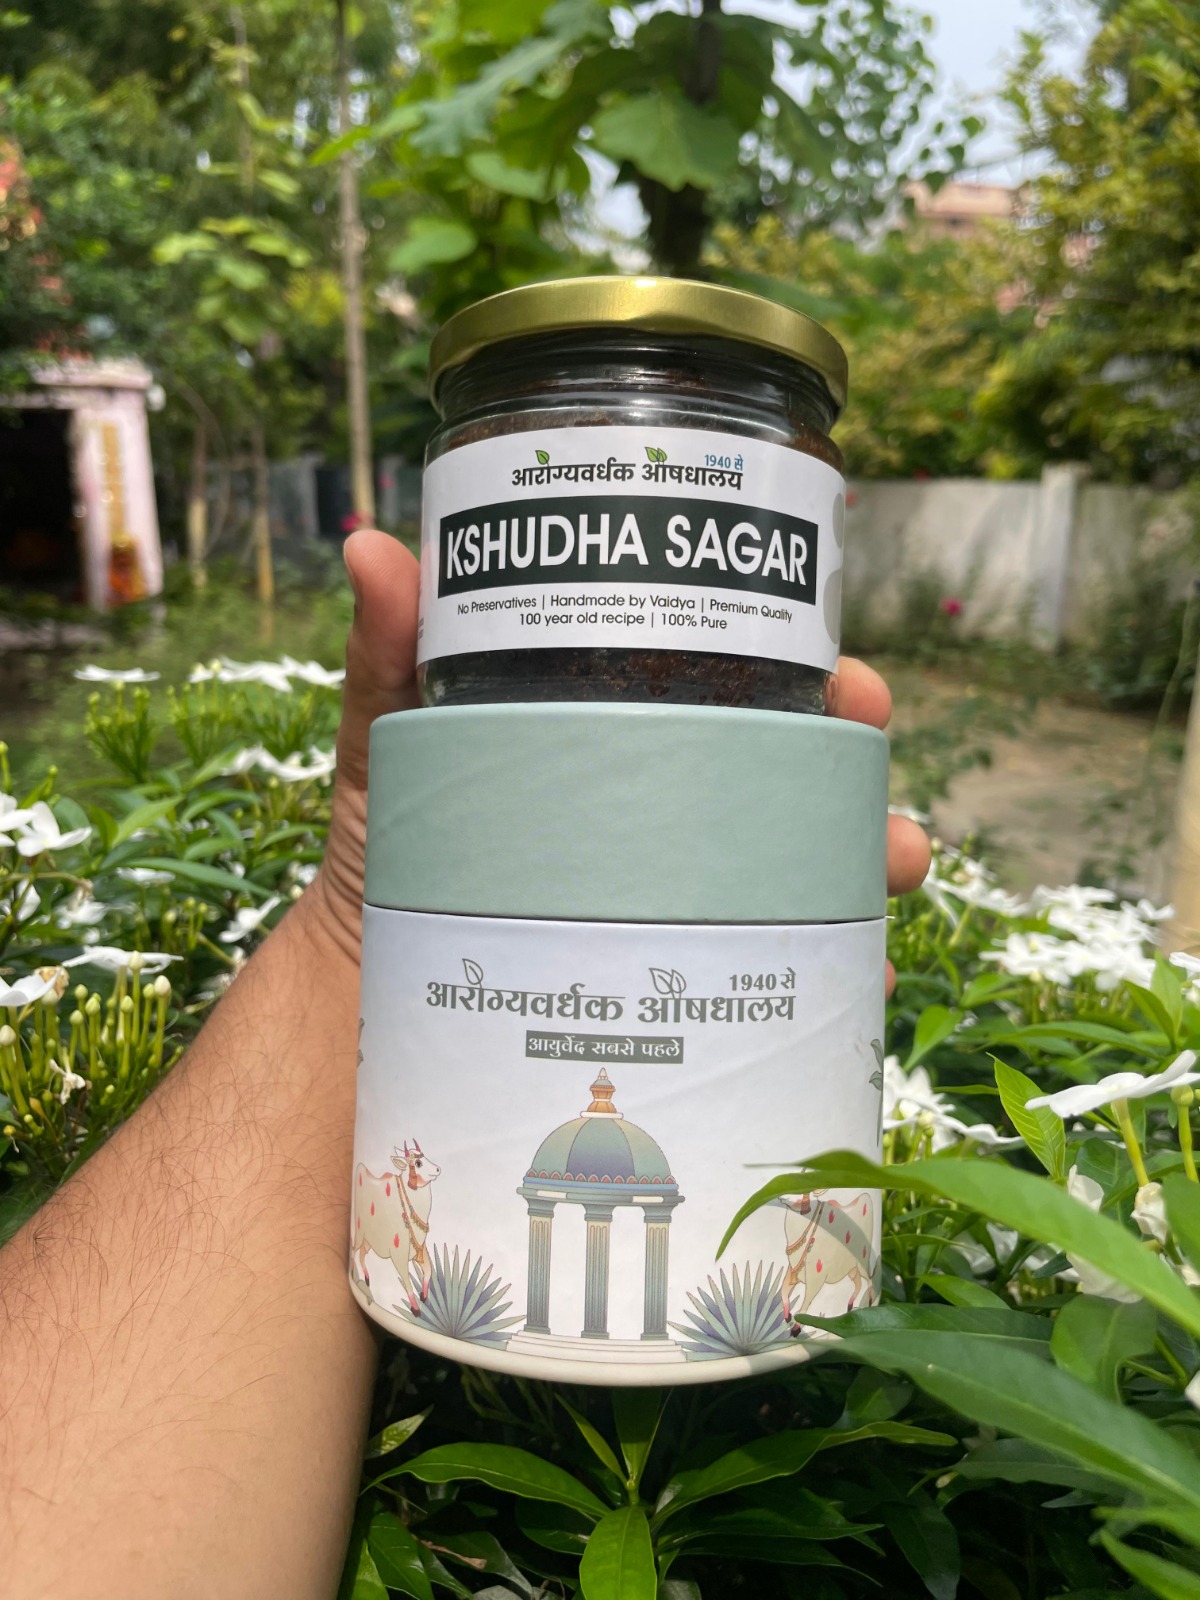 1940 से
आरोग्यवर्धक औषधालय
KSHUDHA SAGAR
No Preservatives | Handmade by Vaidya | Premium Quality
100 year old recipe | 100% Pure
1940 से
आरोग्यवर्धक औषधालय
आयुर्वेद सबसे पहले